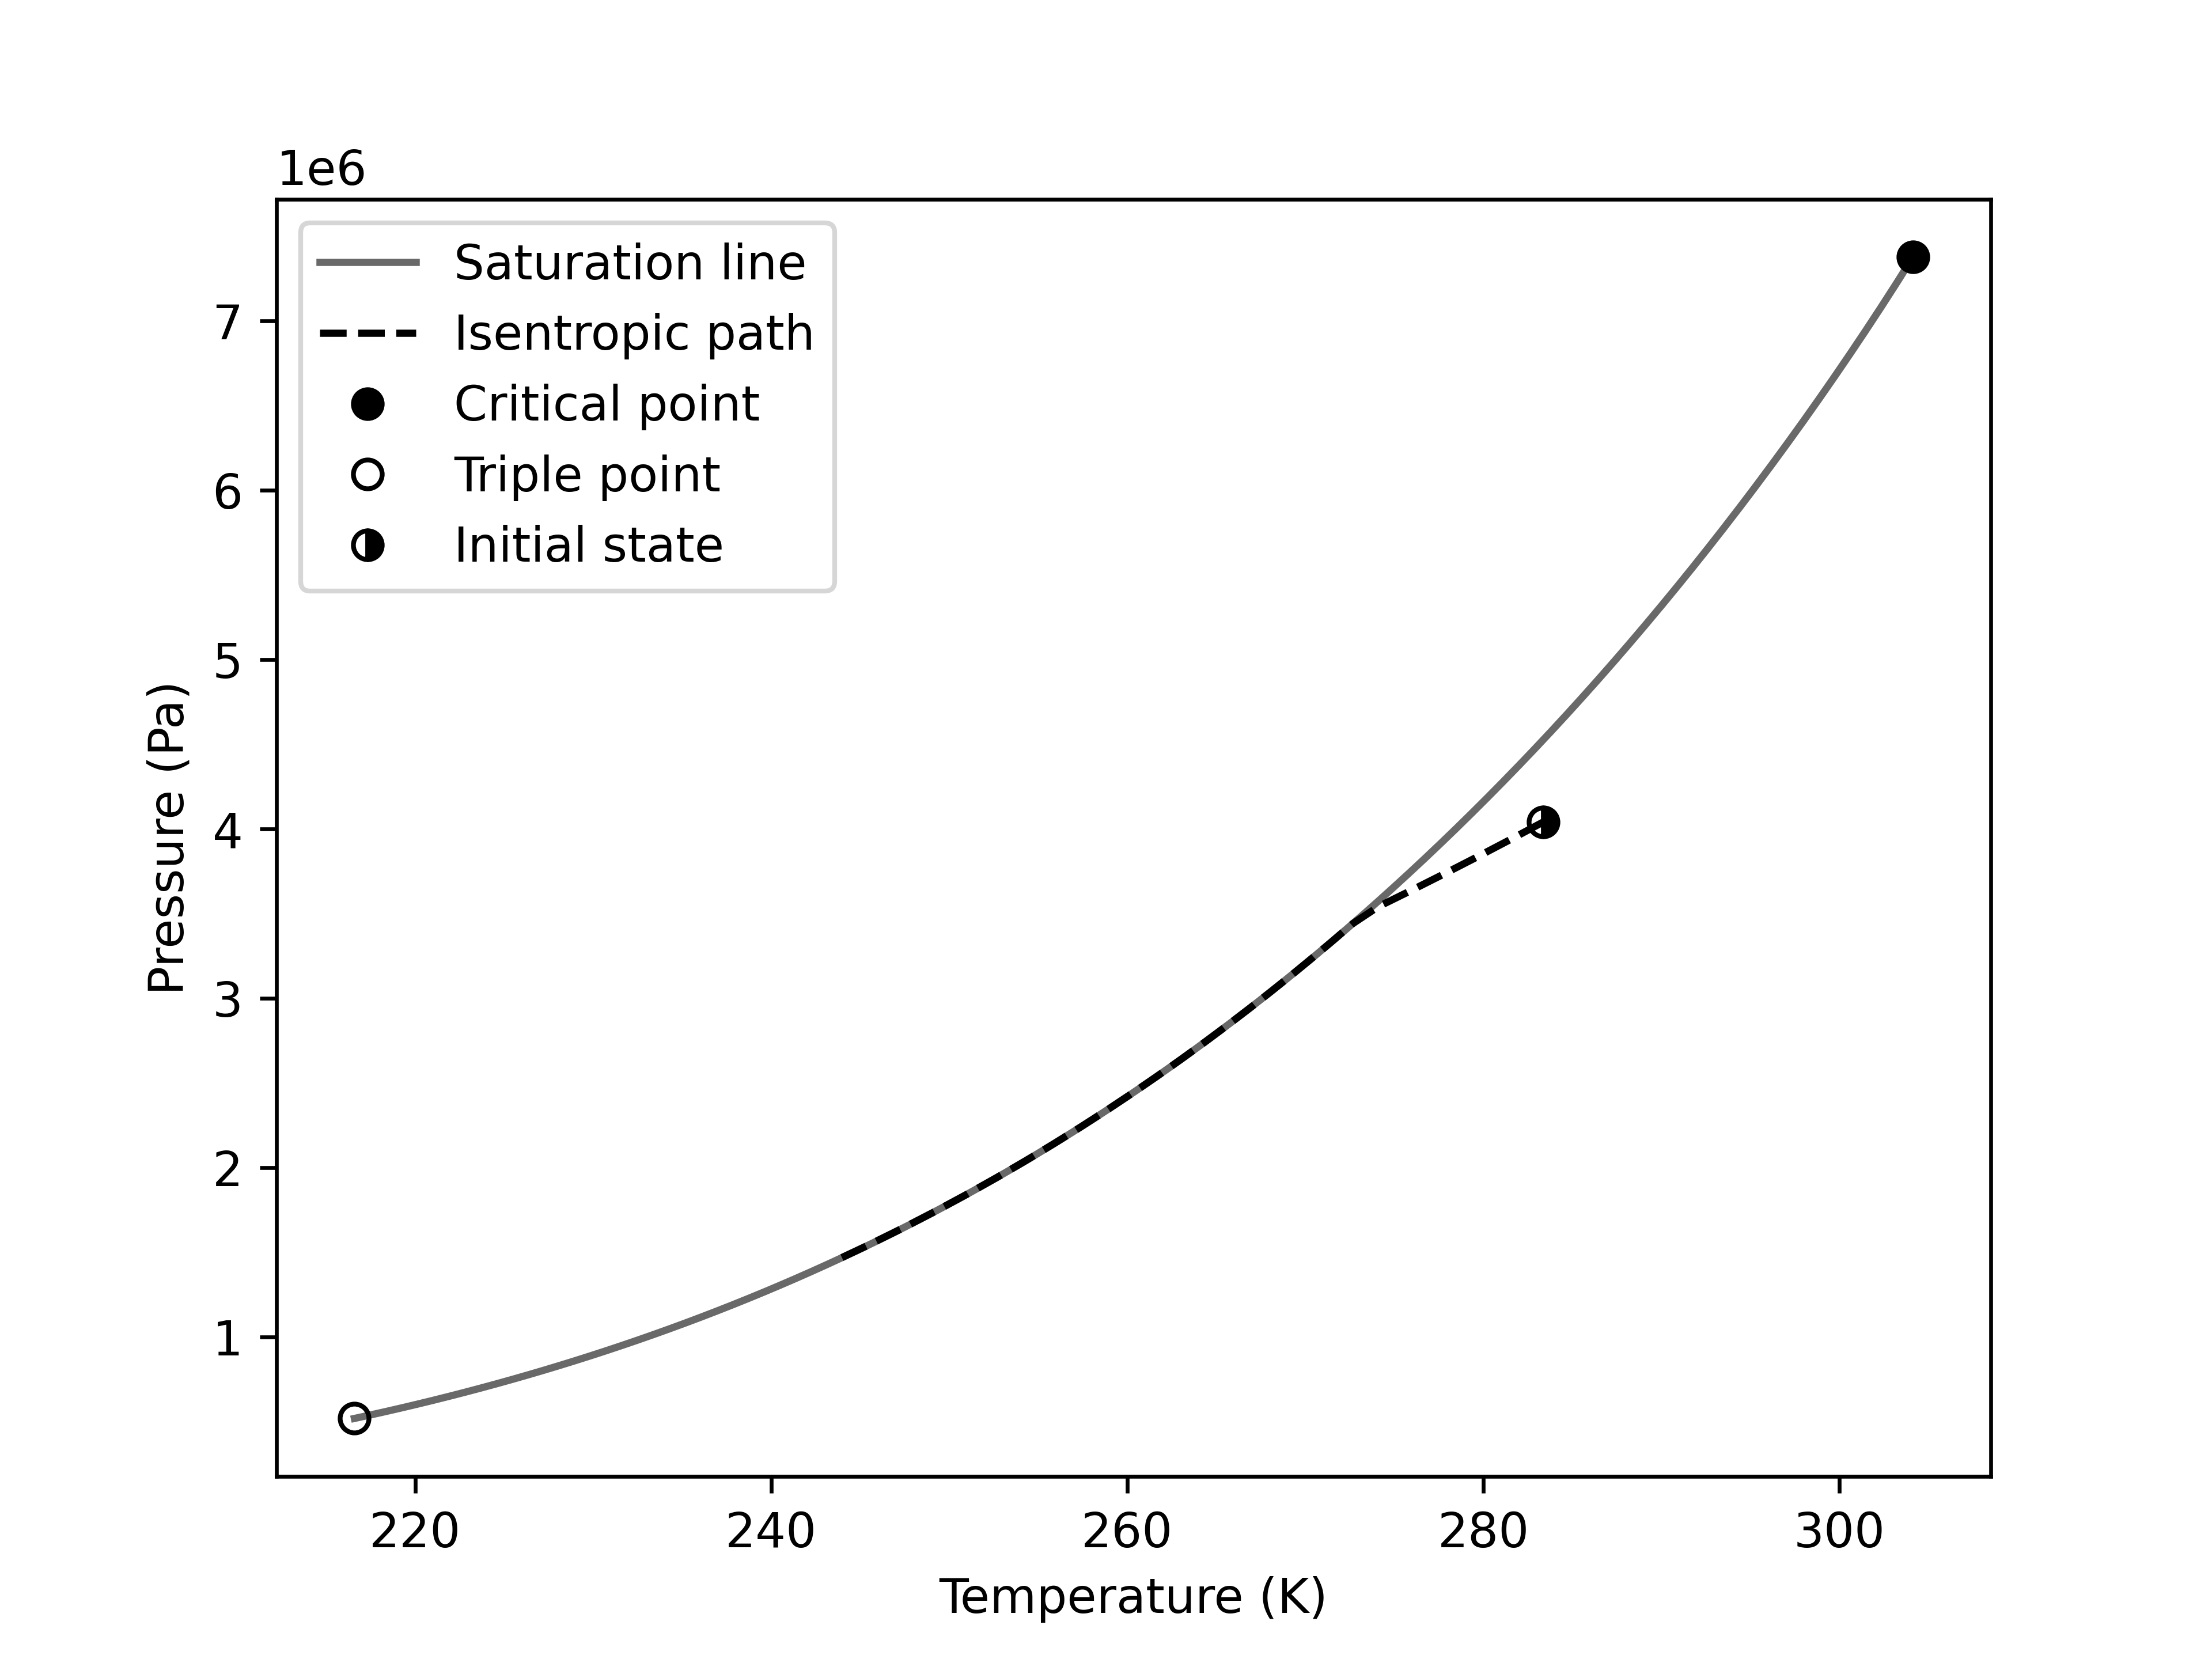 1e6
Saturation line
Isentropic path
Critical point
Triple point
Initial state
7
6
5
4
3
2
1
Pressure (Pa)
220 240 260 280 300
Temperature (K)